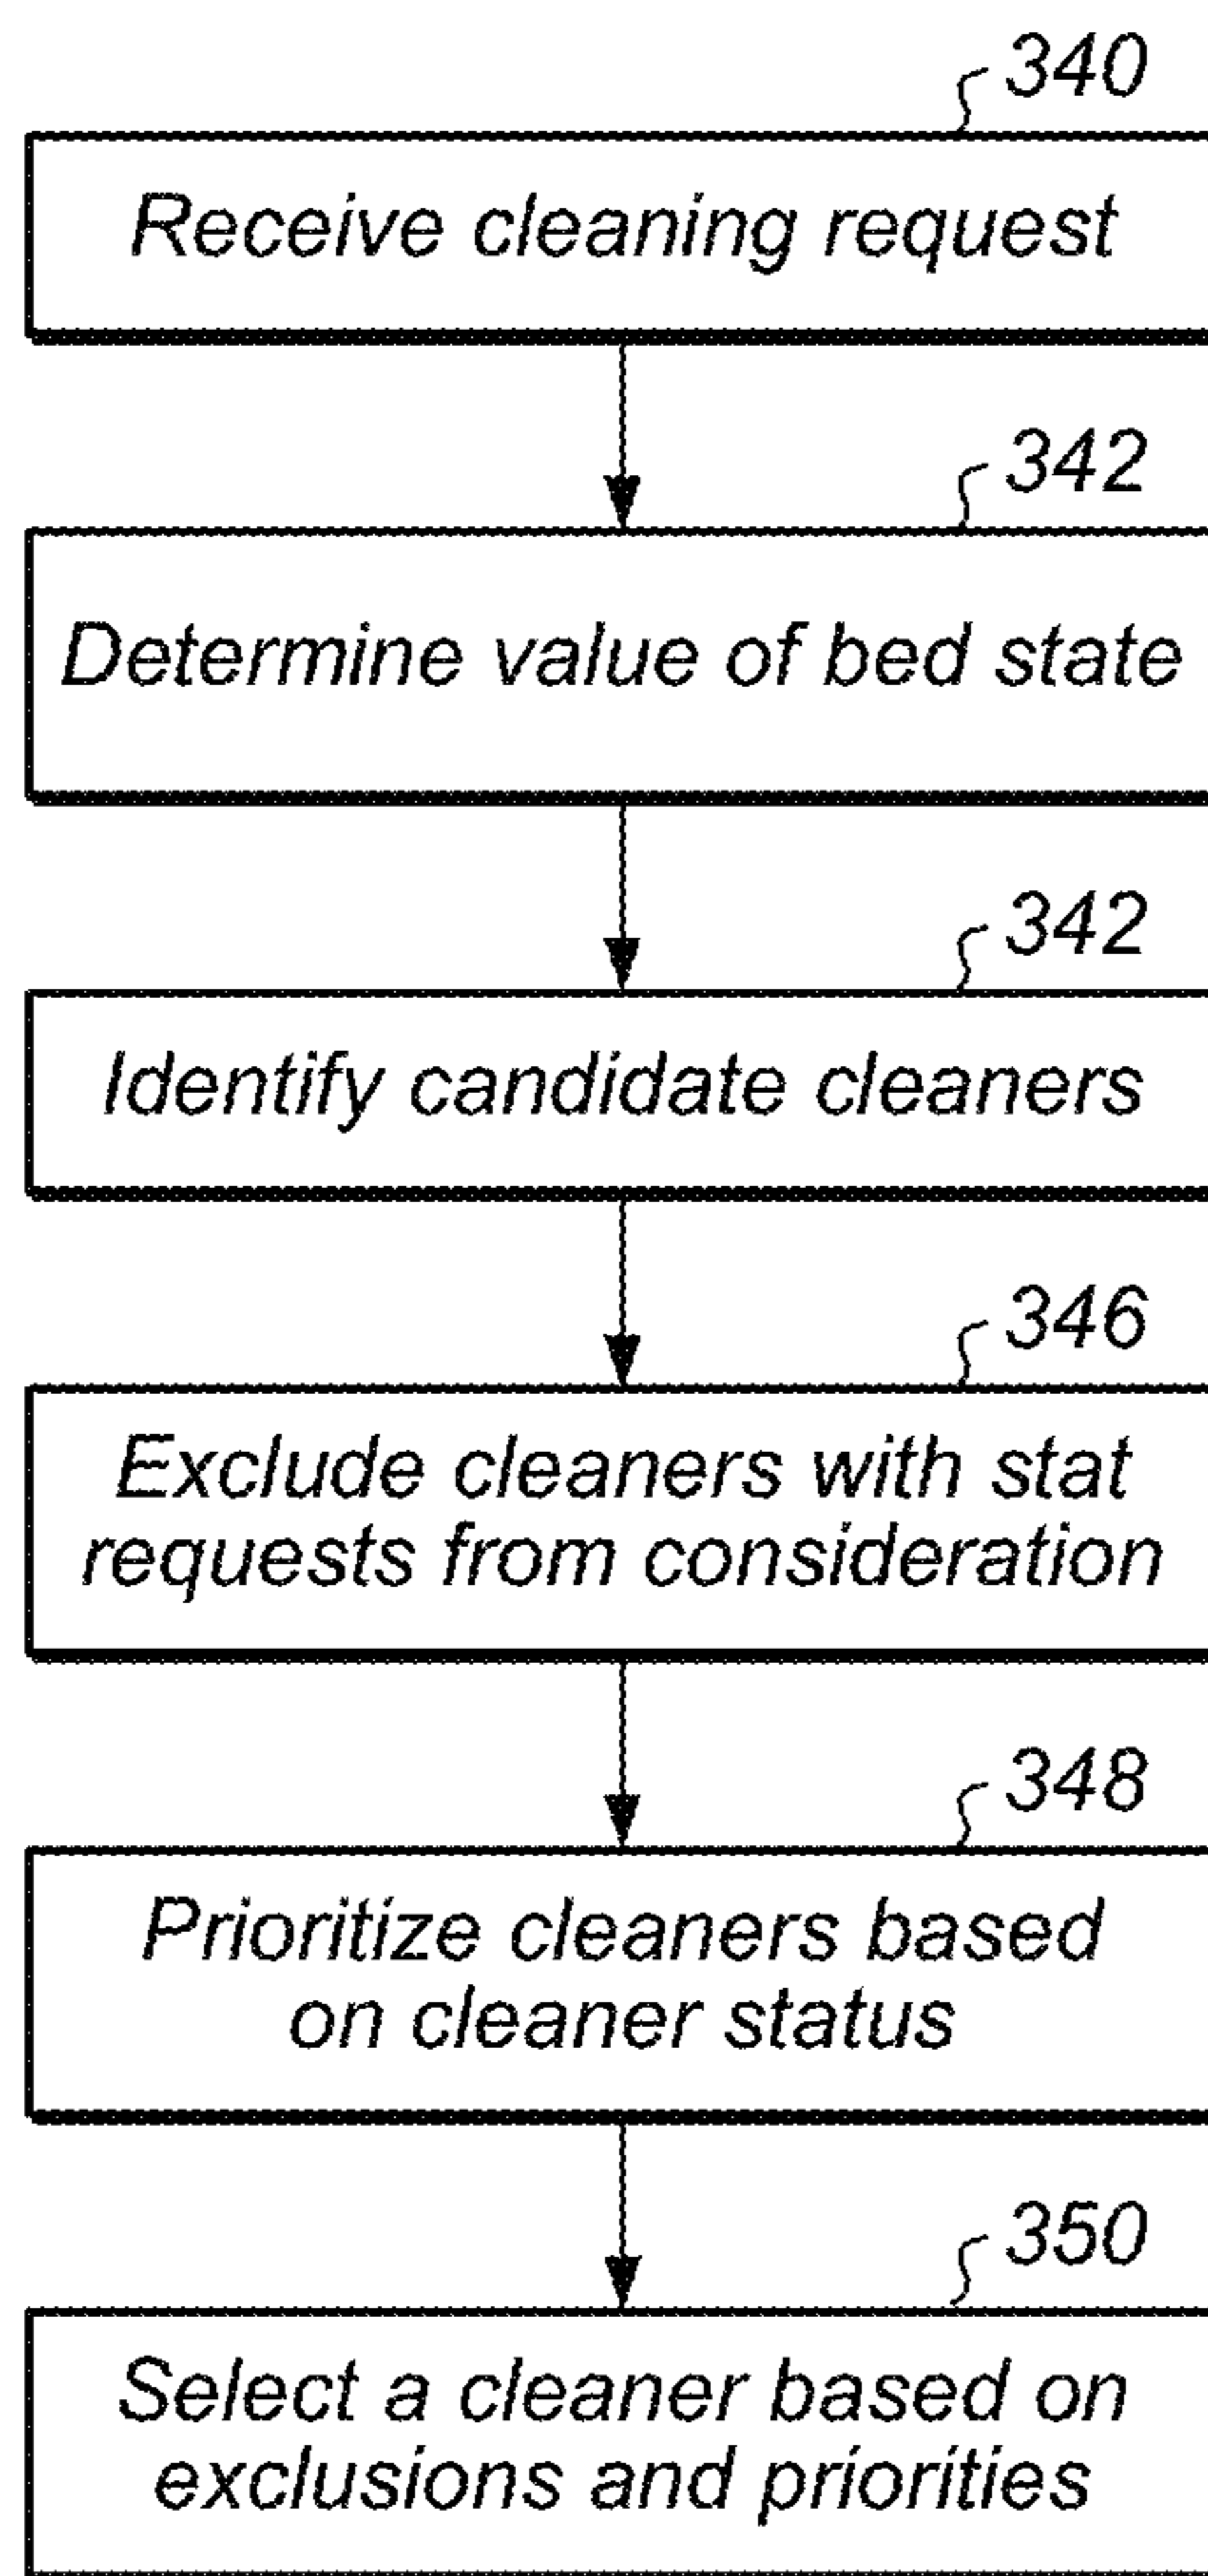 340
Receive cleaning request
342
Determine value of bed state
342
Identify candidate cleaners
346
Exclude cleaners with stat
requests from consideration
348
Prioritize cleaners based
on cleaner status
350
Select a cleaner based on
exclusions and priorities